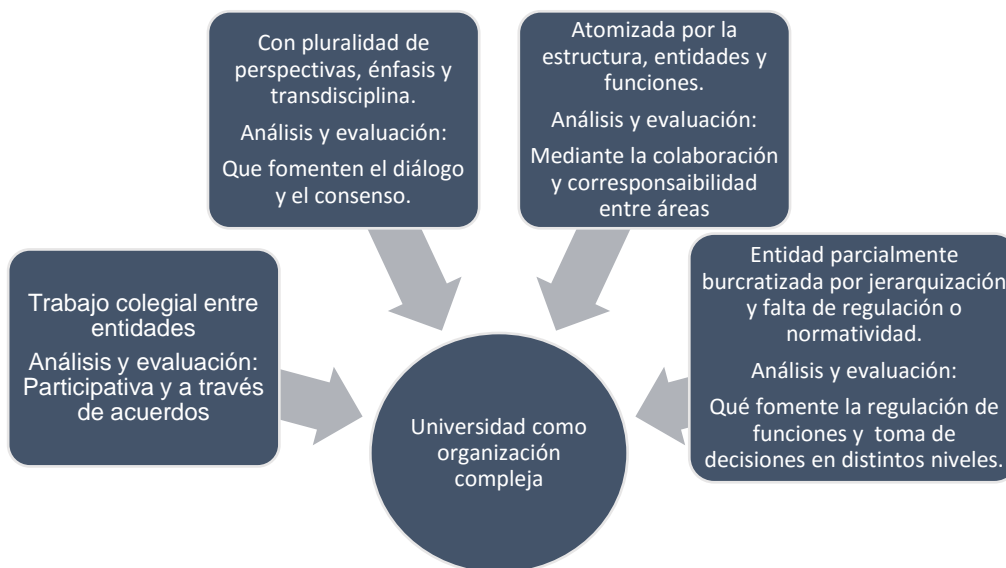 Con pluralidad de
perspectivas, énfasis y
transdisciplina.
Análisis y evaluación:
Que fomenten el diálogo
y el consenso.
Atomizada por la
estructura, entidades y
funciones.
Análisis y evaluación:
Mediante la colaboración
y corresponsaibilidad
entre áreas
Trabajo colegial entre
entidades
Análisis y evaluación:
Participativa y a través
de acuerdos
Entidad parcialmente
burcratizada por jerarquización
y falta de regulación o
normatividad.
Análisis y evaluación:
Qué fomente la regulación de
funciones y toma de
decisiones en distintos niveles.
Universidad como
organización
compleja